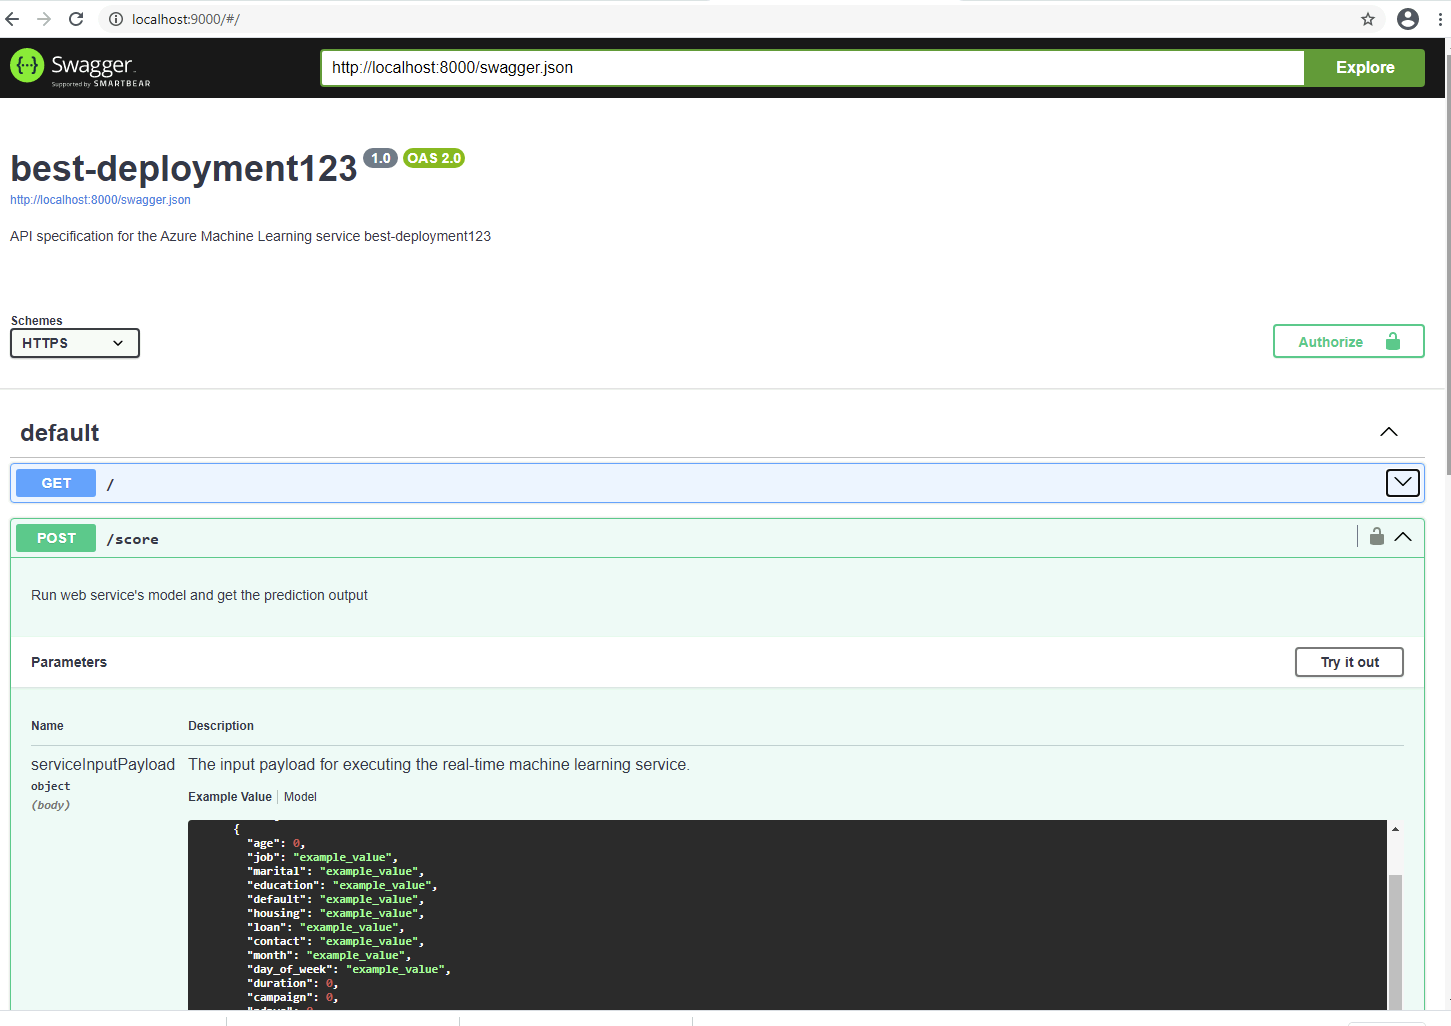 localhost:9000/#/
Swagger
Supported by SMARTBEAR
http://localhost:8000/swagger.json
Explore
best-deployment123 1.0 OAS 2.0
http://localhost:8000/swagger.json
API specification for the Azure Machine Learning service best-deployment123
Schemes
HTTPS
Authorize
default
GET /
POST /score
Run web service's model and get the prediction output
Parameters
Try it out
Name Description
serviceInputPayload The input payload for executing the real-time machine learning service.
object
(body)
Example Value Model
{
"age": 0,
"job": "example_value",
"marital": "example_value",
"education": "example_value",
"default": "example_value",
"housing": "example_value",
"loan": "example_value",
"contact": "example_value",
"month": "example_value",
"day_of_week": "example_value",
"duration": 0,
"campaign": 0,